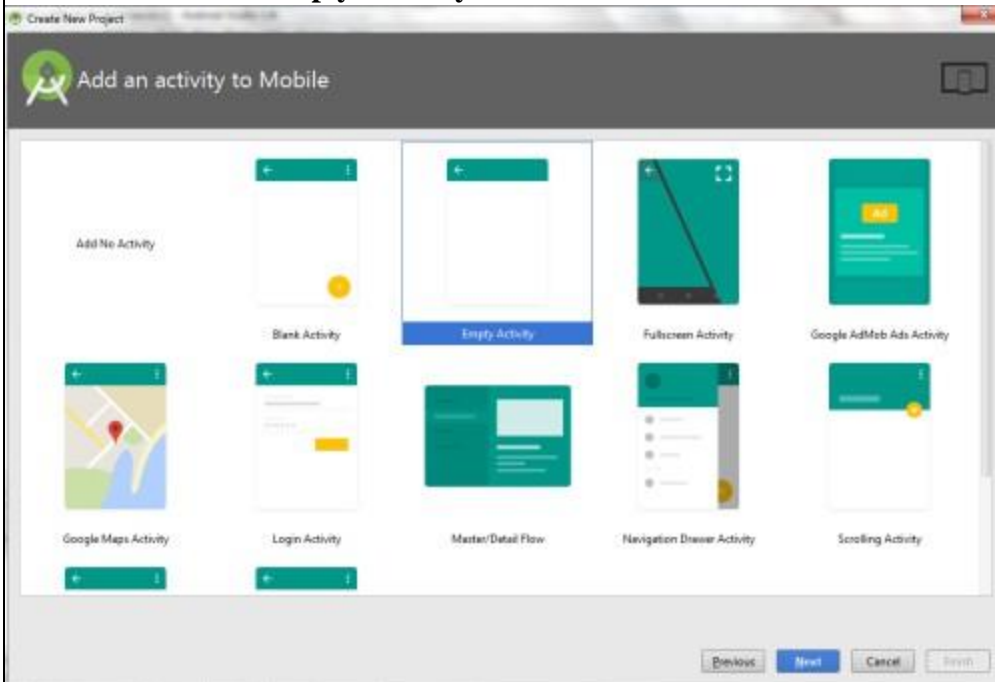 Create New Project
Add an activity to Mobile
Add No Activity
Blank Activity
Empty Activity
Fullscreen Activity
Ad
Google AdMob Ads Activity
Google Maps Activity
Login Activity
Master/Detail Flow
Navigation Drawer Activity
Scrolling Activity
Previous
Next
Cancel
Finish